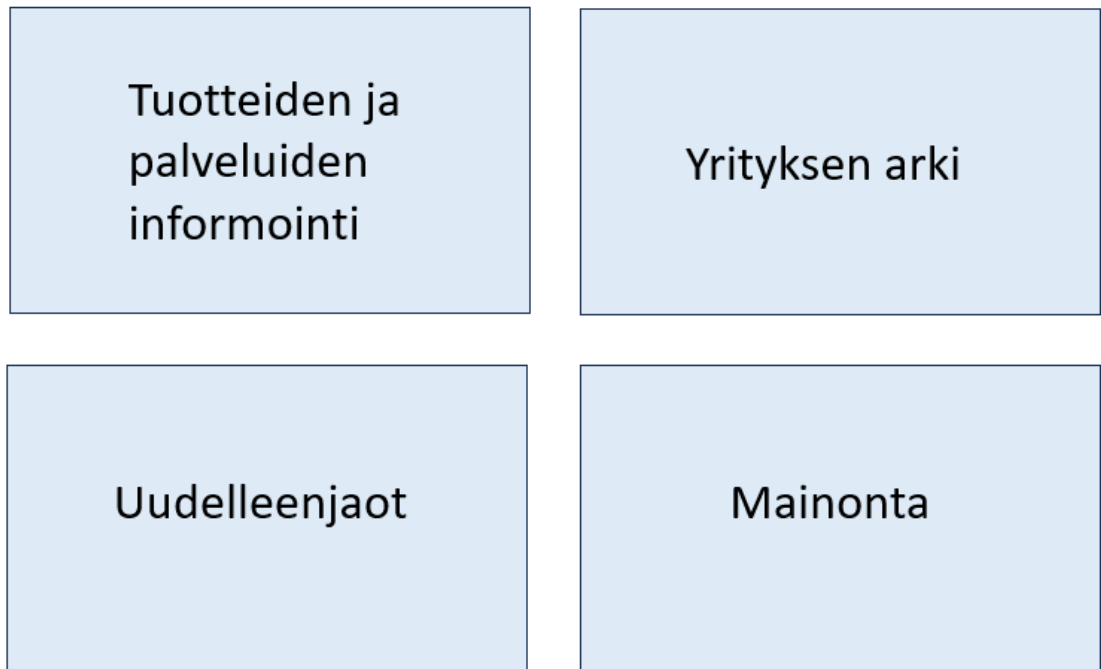 Tuotteiden ja
palveluiden
informointi
Yrityksen arki
Uudelleenjaot
Mainonta